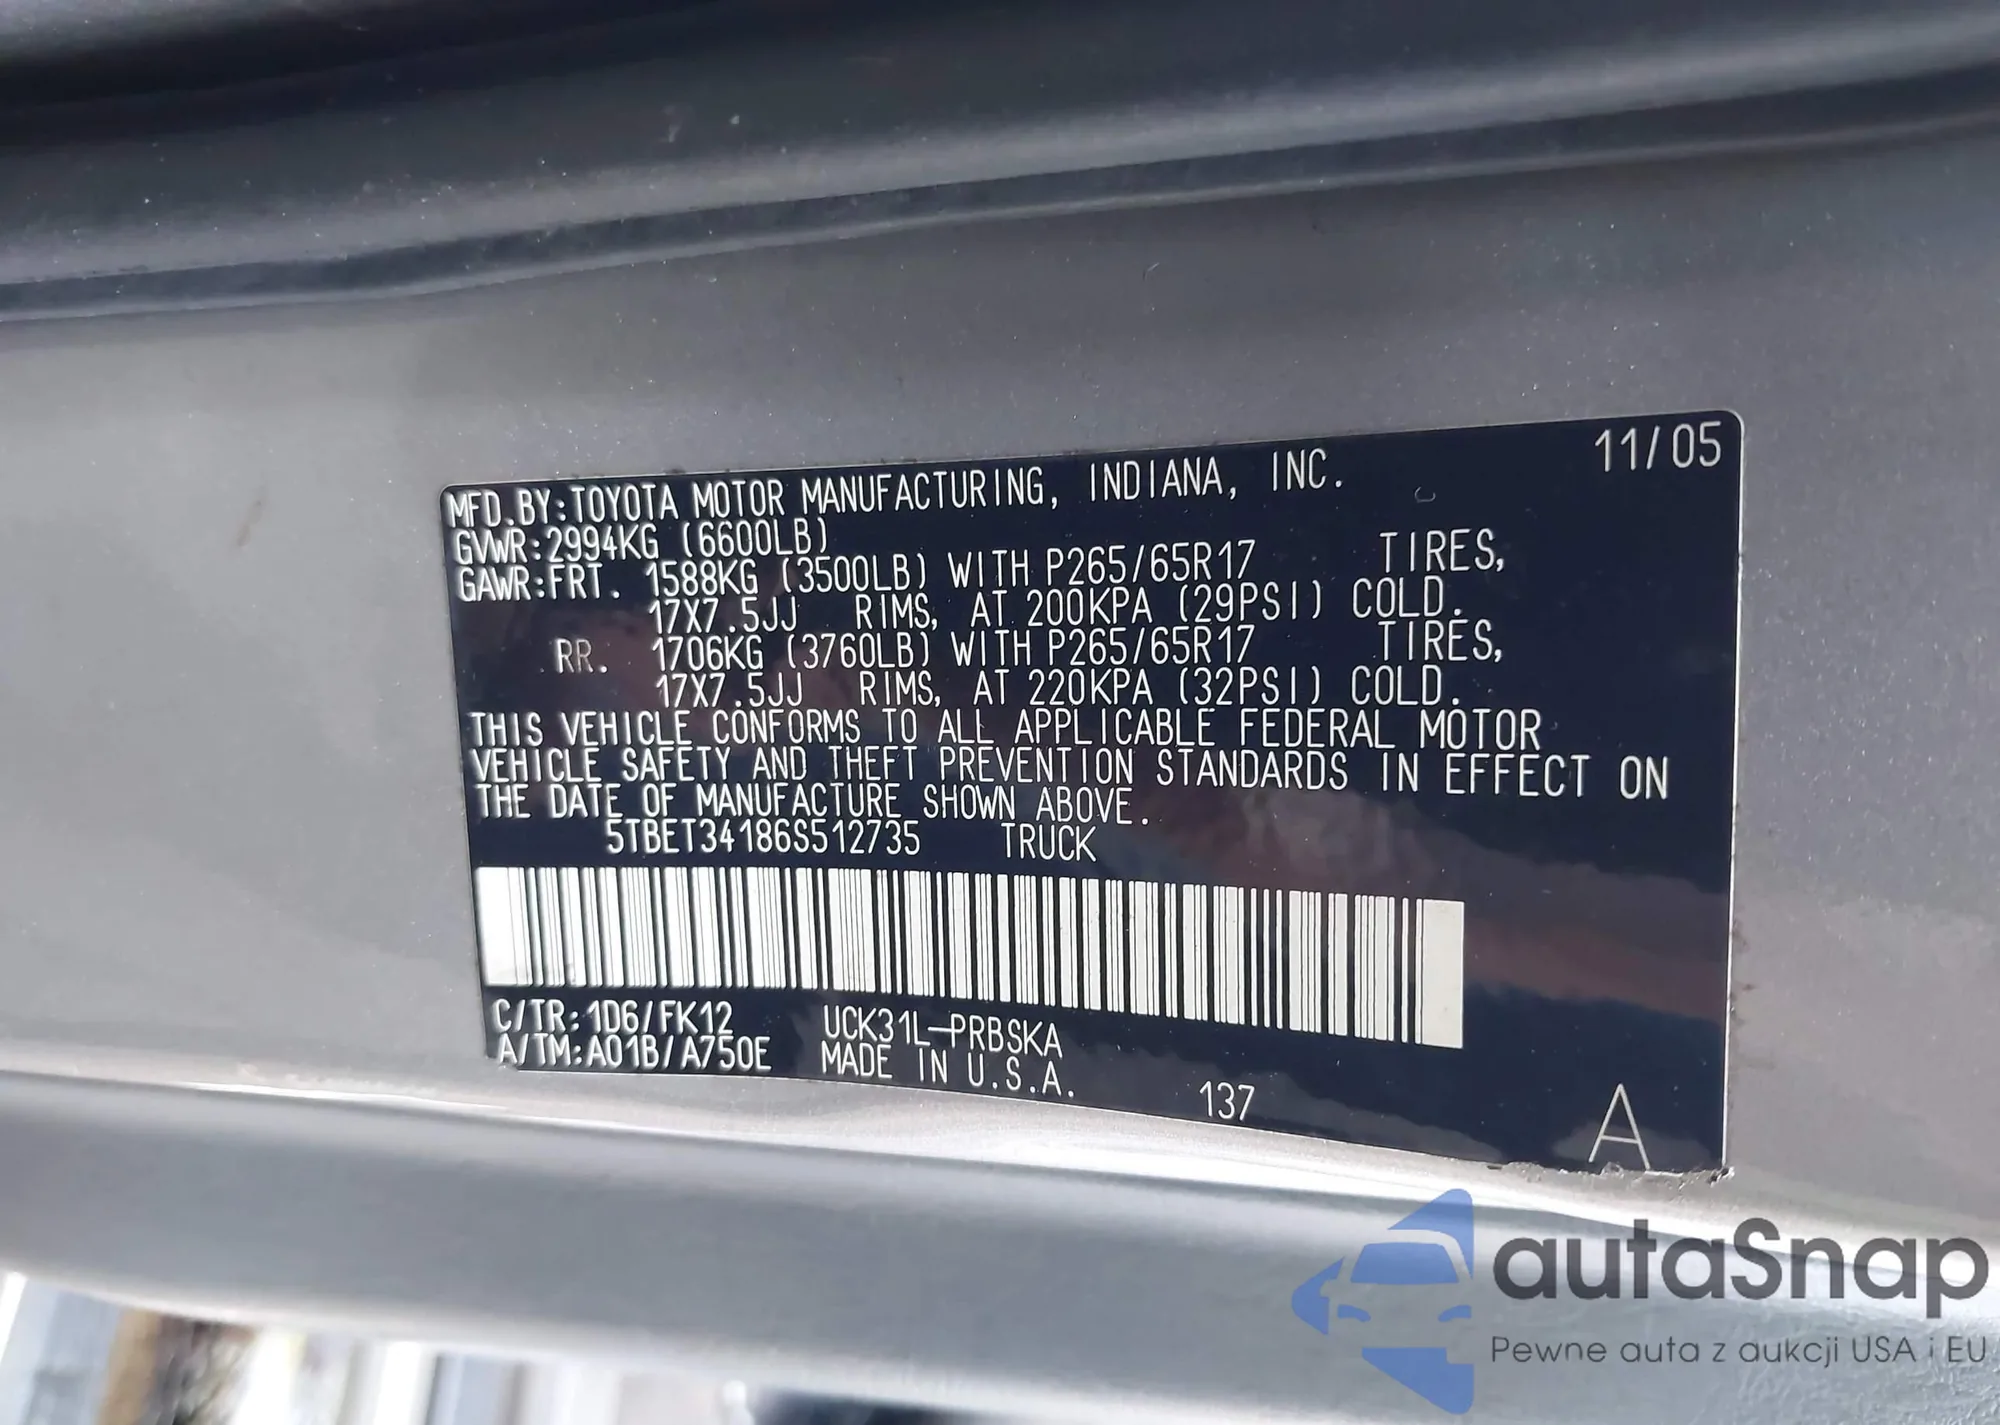 11/05
MFD.BY:TOYOTA MOTOR MANUFACTURING, INDIANA, INC.
GVWR:2994KG (6600LB)
GAWR:FRT. 1588KG (3500LB) WITH P265/65R17 TIRES,
17X7.5JJ RIMS, AT 200KPA (29PSI) COLD.
RR. 1706KG (3760LB) WITH P265/65R17 TIRES,
17X7.5JJ RIMS, AT 220KPA (32PSI) COLD.
THIS VEHICLE CONFORMS TO ALL APPLICABLE FEDERAL MOTOR
VEHICLE SAFETY AND THEFT PREVENTION STANDARDS IN EFFECT ON
THE DATE OF MANUFACTURE SHOWN ABOVE.
5TBET34186S512735 TRUCK
C/TR:1D6/FK12 UCK31L-PRBSKA
A/TM:A01B/A750E MADE IN U.S.A.
137
A
autaSnap
Pewne auta z aukcji USA i EU